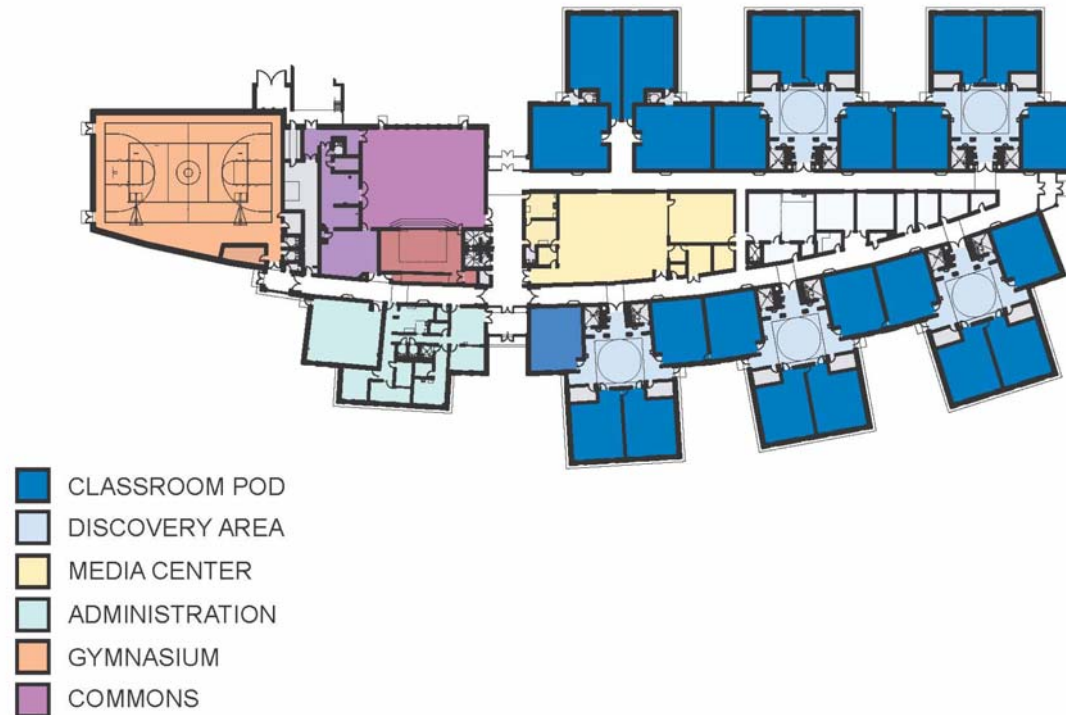 CLASSROOM POD
DISCOVERY AREA
MEDIA CENTER
ADMINISTRATION
GYMNASIUM
COMMONS